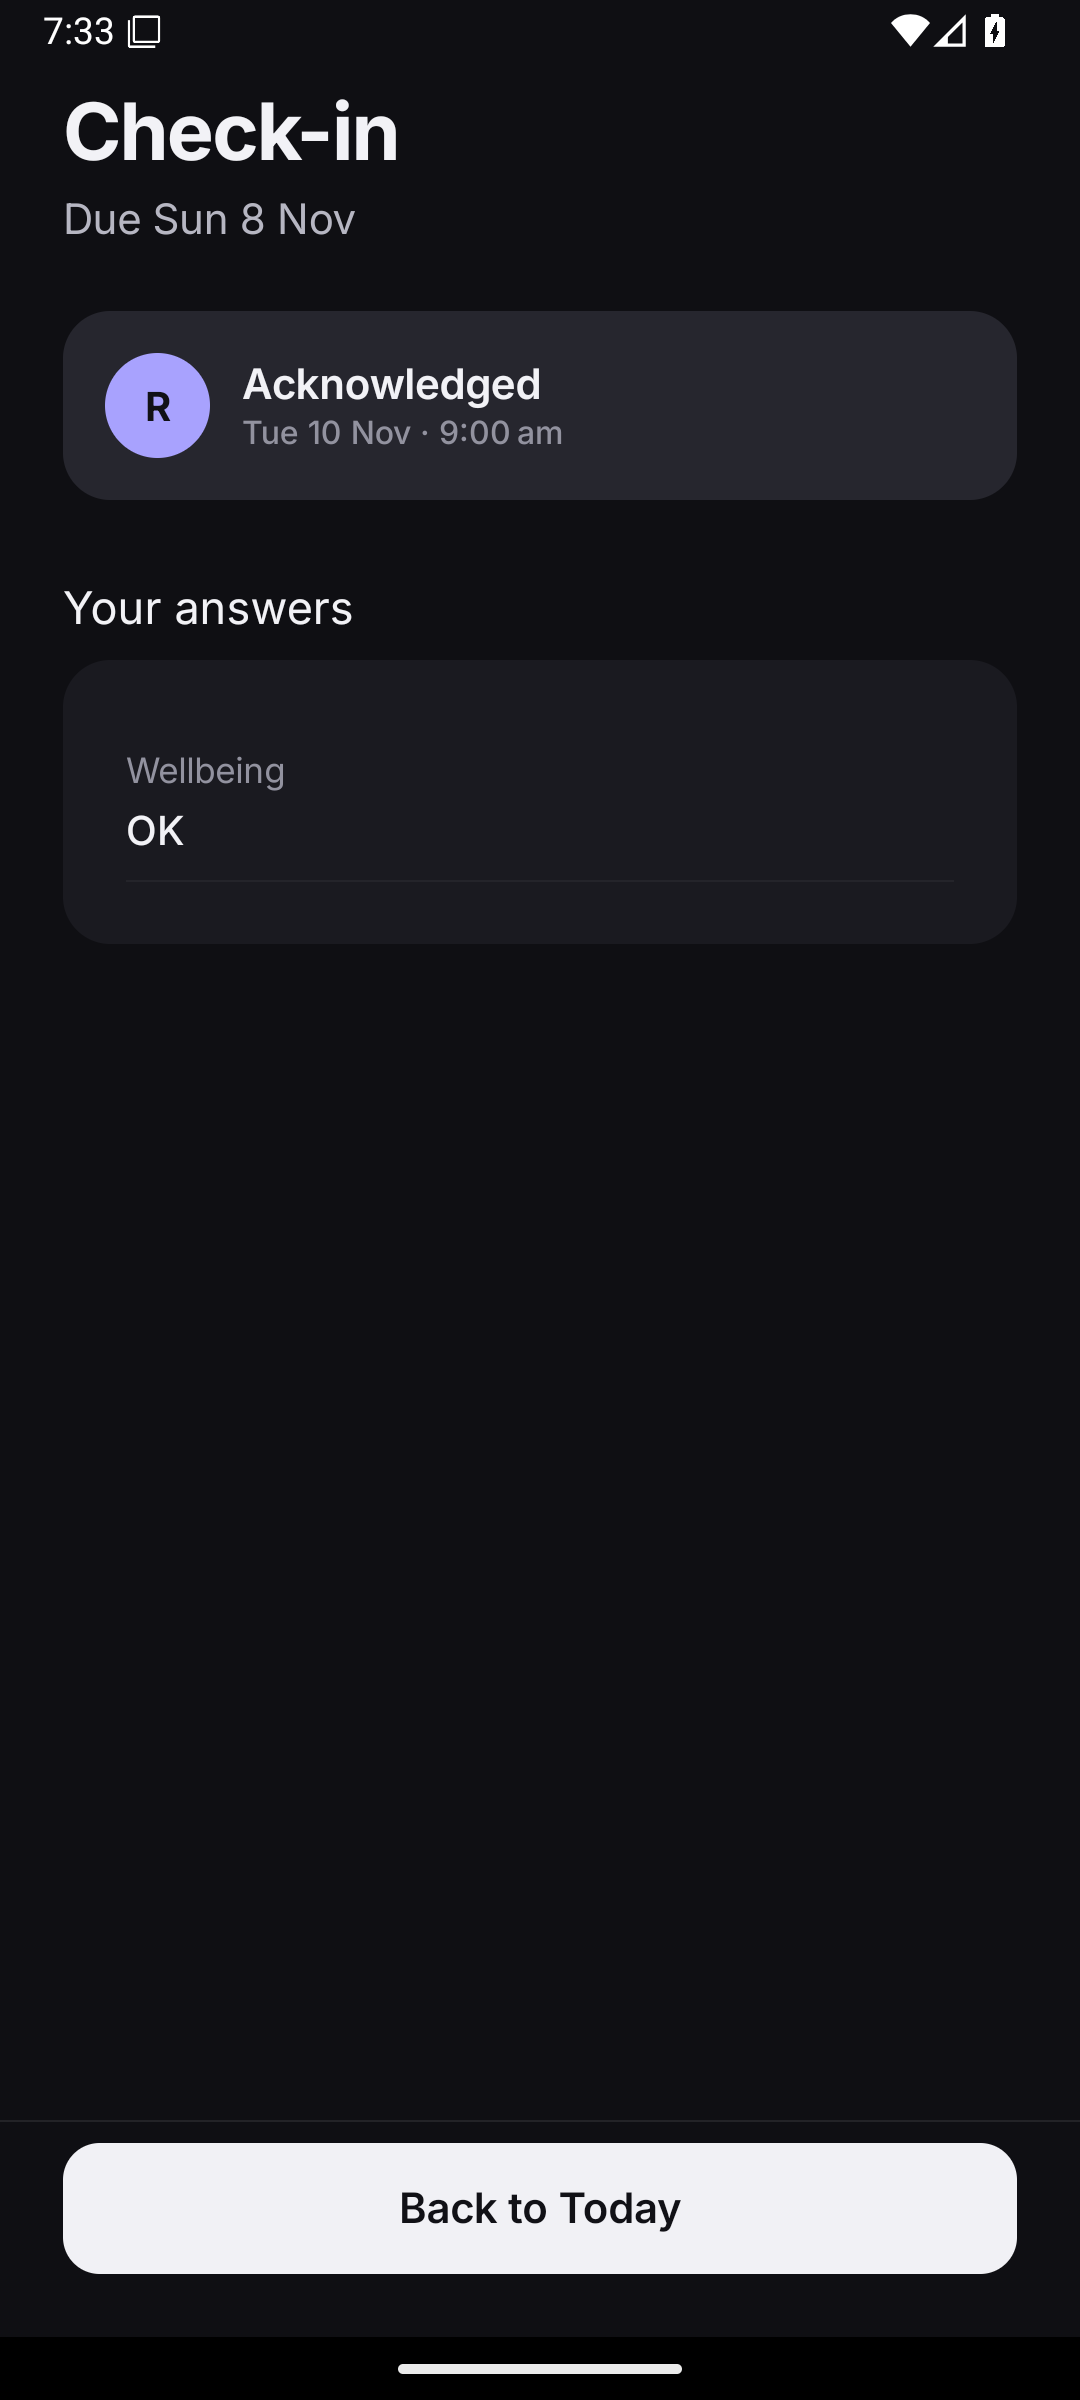 7:33
Check-in
Due Sun 8 Nov
R
Acknowledged
Tue 10 Nov · 9:00 am
Your answers
Wellbeing
OK
Back to Today